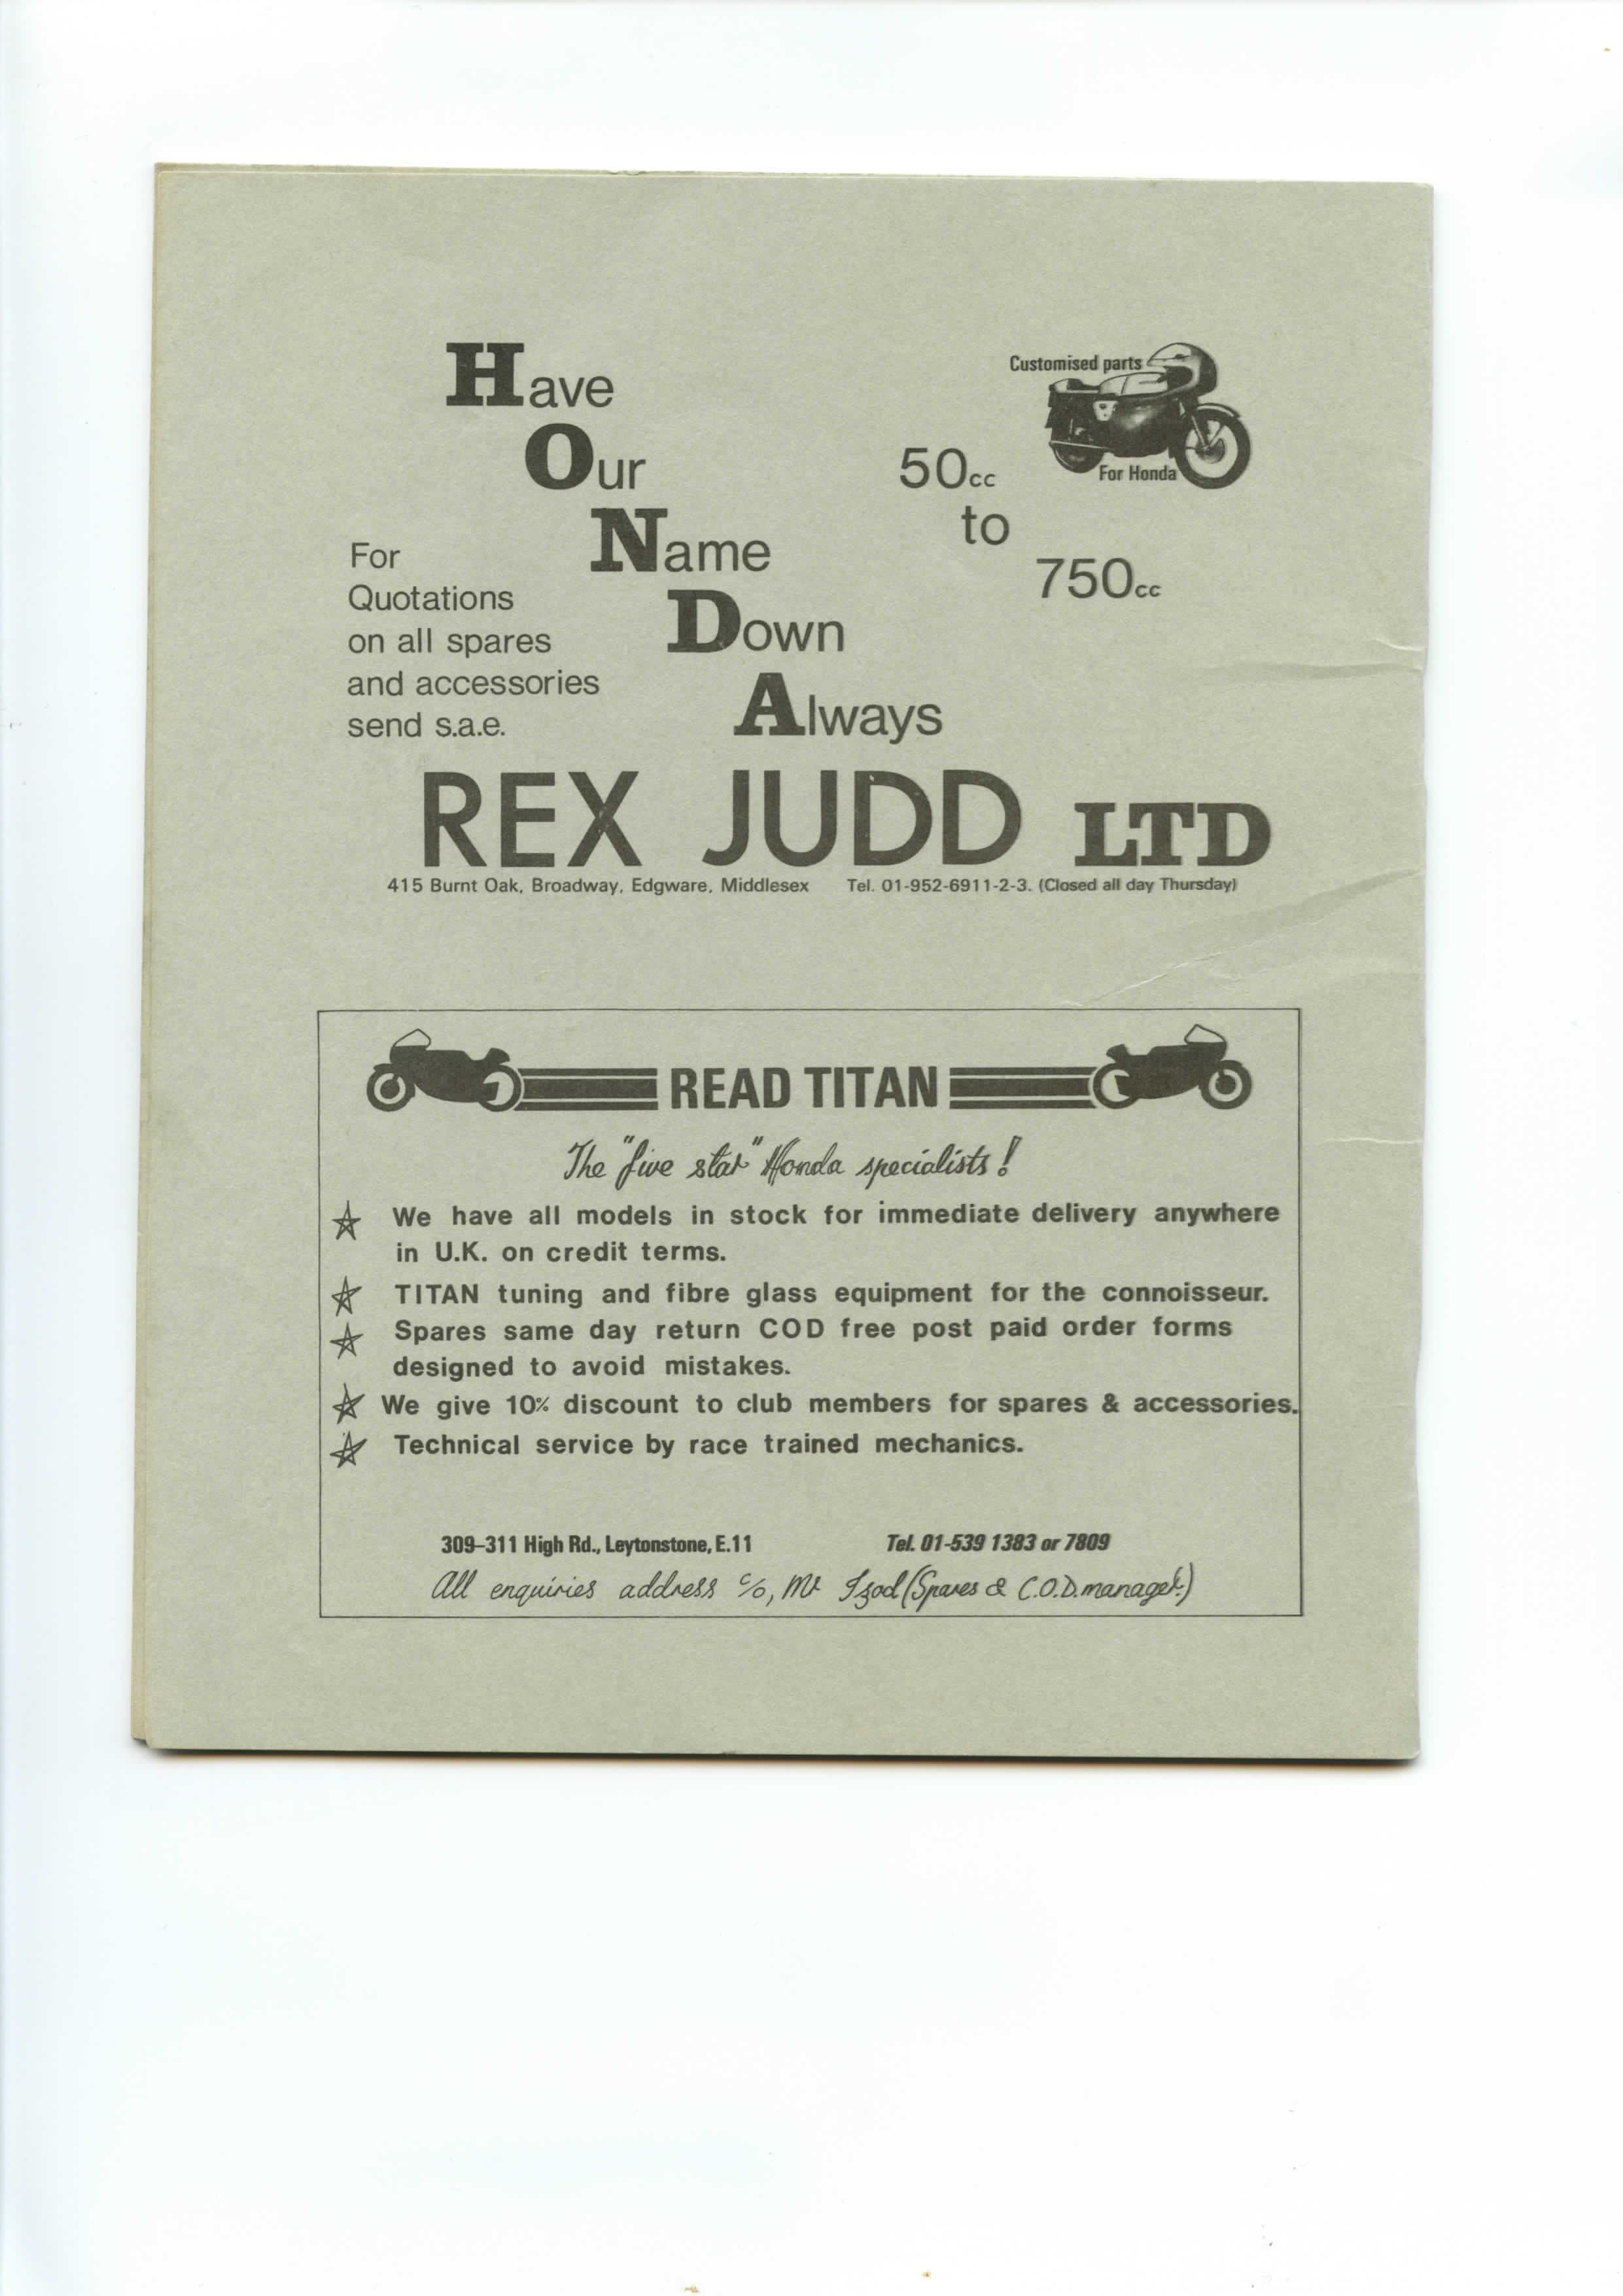 Have
Our
Name
Down
Always
For
Quotations
on all spares
and accessories
send s.a.e.
Customised parts
For Honda
50cc
to
750cc
REX JUDD LTD
415 Burnt Oak, Broadway, Edgware, Middlesex Tel. 01-952-6911-2-3. (Closed all day Thursday)
READ TITAN
The "five star" Honda specialists!
☆ We have all models in stock for immediate delivery anywhere
in U.K. on credit terms.
☆ TITAN tuning and fibre glass equipment for the connoisseur.
☆ Spares same day return COD free post paid order forms
designed to avoid mistakes.
☆ We give 10% discount to club members for spares & accessories.
☆ Technical service by race trained mechanics.
309–311 High Rd., Leytonstone, E.11 Tel. 01-539 1383 or 7809
All enquiries address c/o, Mr Izod (Spares & C.O.D. manager.)